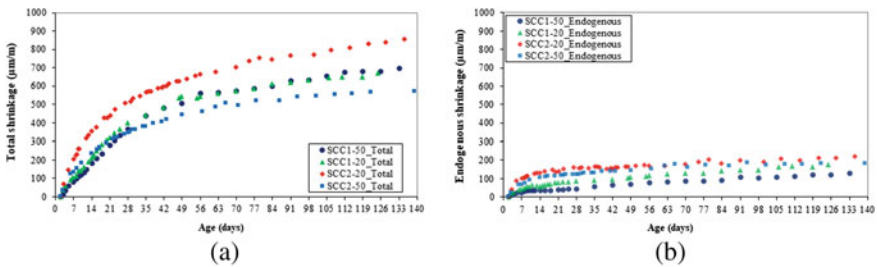 1000
900
800
700
600
500
400
300
200
100
0
Total shrinkage (µm/m)
SCC1-50_Total
SCC1-20_Total
SCC2-20_Total
SCC2-50_Total
0 7 14 21 28 35 42 49 56 63 70 77 84 91 98 105 112 119 126 133 140
Age (days)
(a)
1000
900
800
700
600
500
400
300
200
100
0
Endogenous shrinkage (µm/m)
SCC1-50_Endogenous
SCC1-20_Endogenous
SCC2-20_Endogenous
SCC2-50_Endogenous
0 7 14 21 28 35 42 49 56 63 70 77 84 91 98 105 112 119 126 133 140
Age (days)
(b)